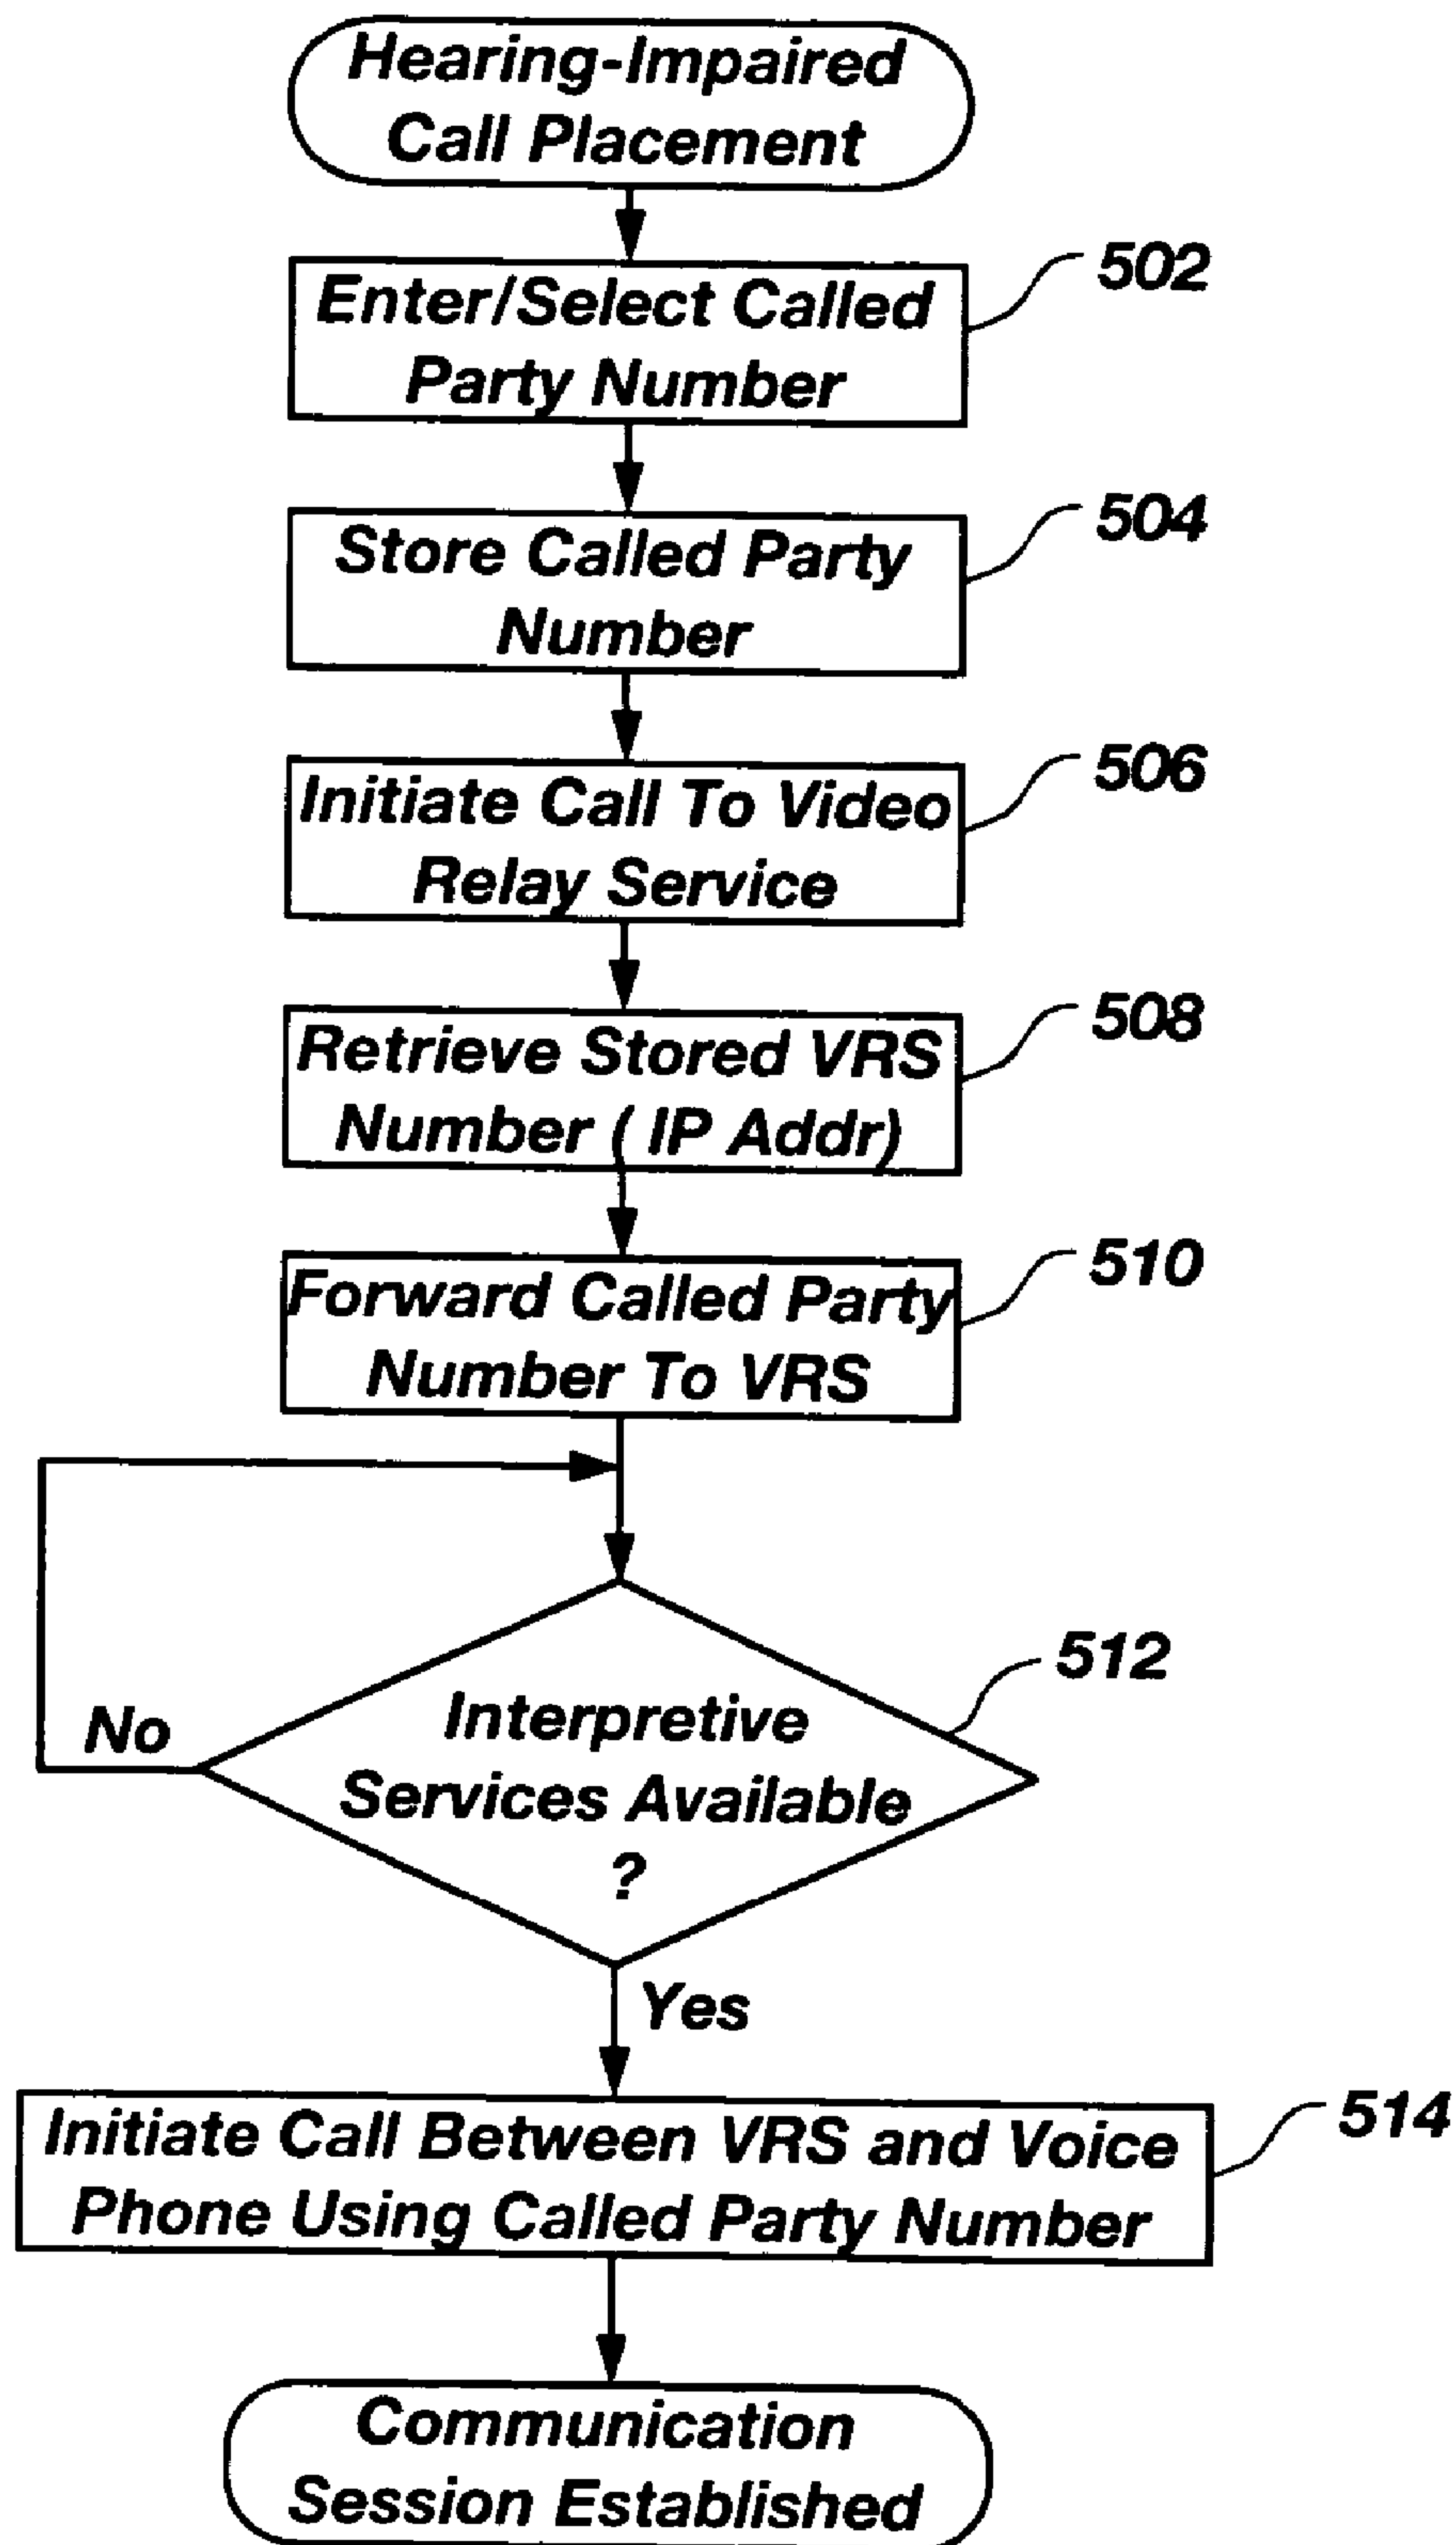 Hearing-Impaired
Call Placement
502
Enter/Select Called
Party Number
504
Store Called Party
Number
506
Initiate Call To Video
Relay Service
508
Retrieve Stored VRS
Number ( IP Addr)
510
Forward Called Party
Number To VRS
512
No
Interpretive
Services Available
?
Yes
514
Initiate Call Between VRS and Voice
Phone Using Called Party Number
Communication
Session Established